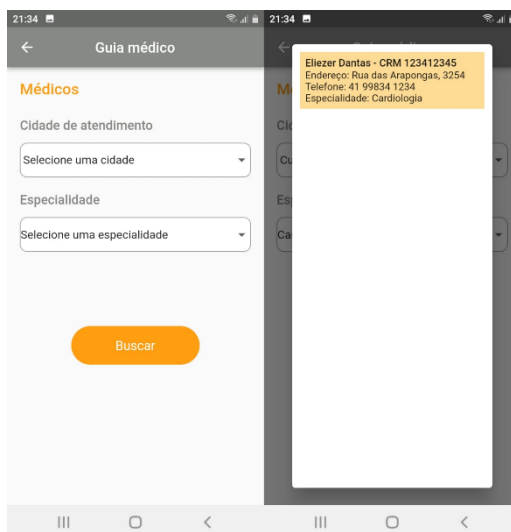 21:34
Guia médico
Médicos
Cidade de atendimento
Selecione uma cidade
Especialidade
Selecione uma especialidade
Buscar
21:34
Eliezer Dantas - CRM 123412345
Endereço: Rua das Arapongas, 3254
Telefone: 41 99834 1234
Especialidade: Cardiologia